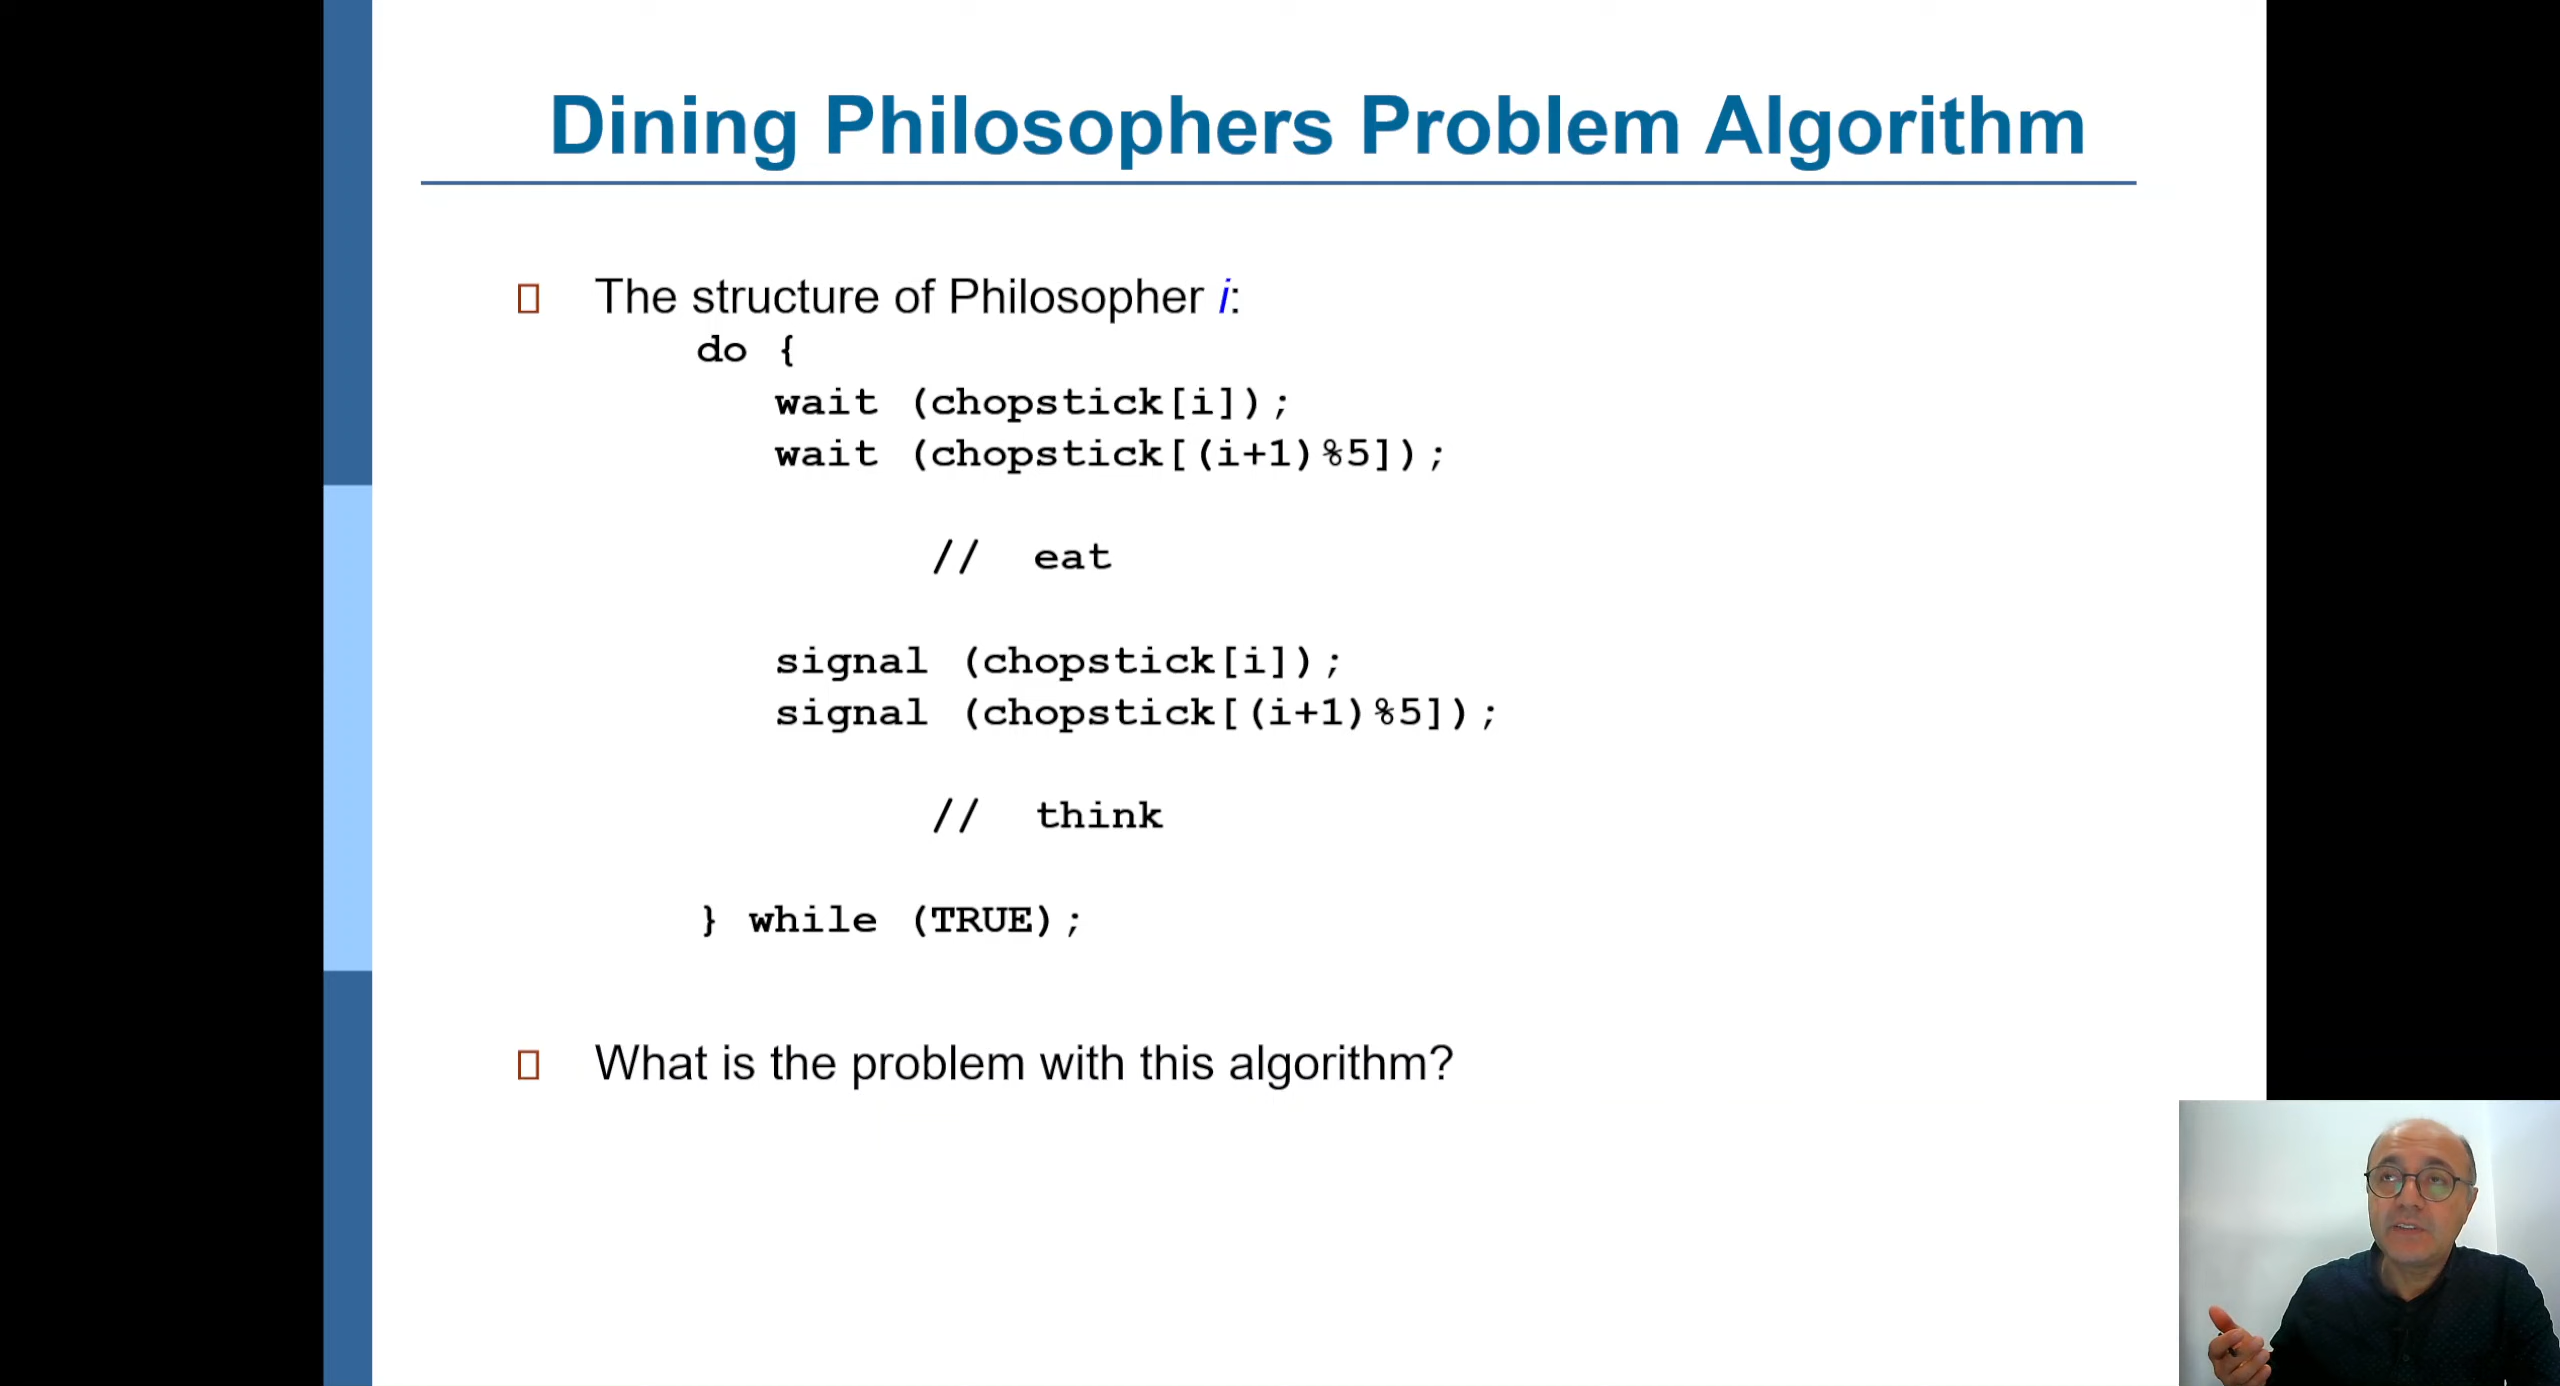 Dining Philosophers Problem Algorithm
The structure of Philosopher i:
do {
wait (chopstick[i]);
wait (chopstick[(i+1)%5]);
// eat
signal (chopstick[i]);
signal (chopstick[(i+1)%5]);
// think
} while (TRUE);
What is the problem with this algorithm?